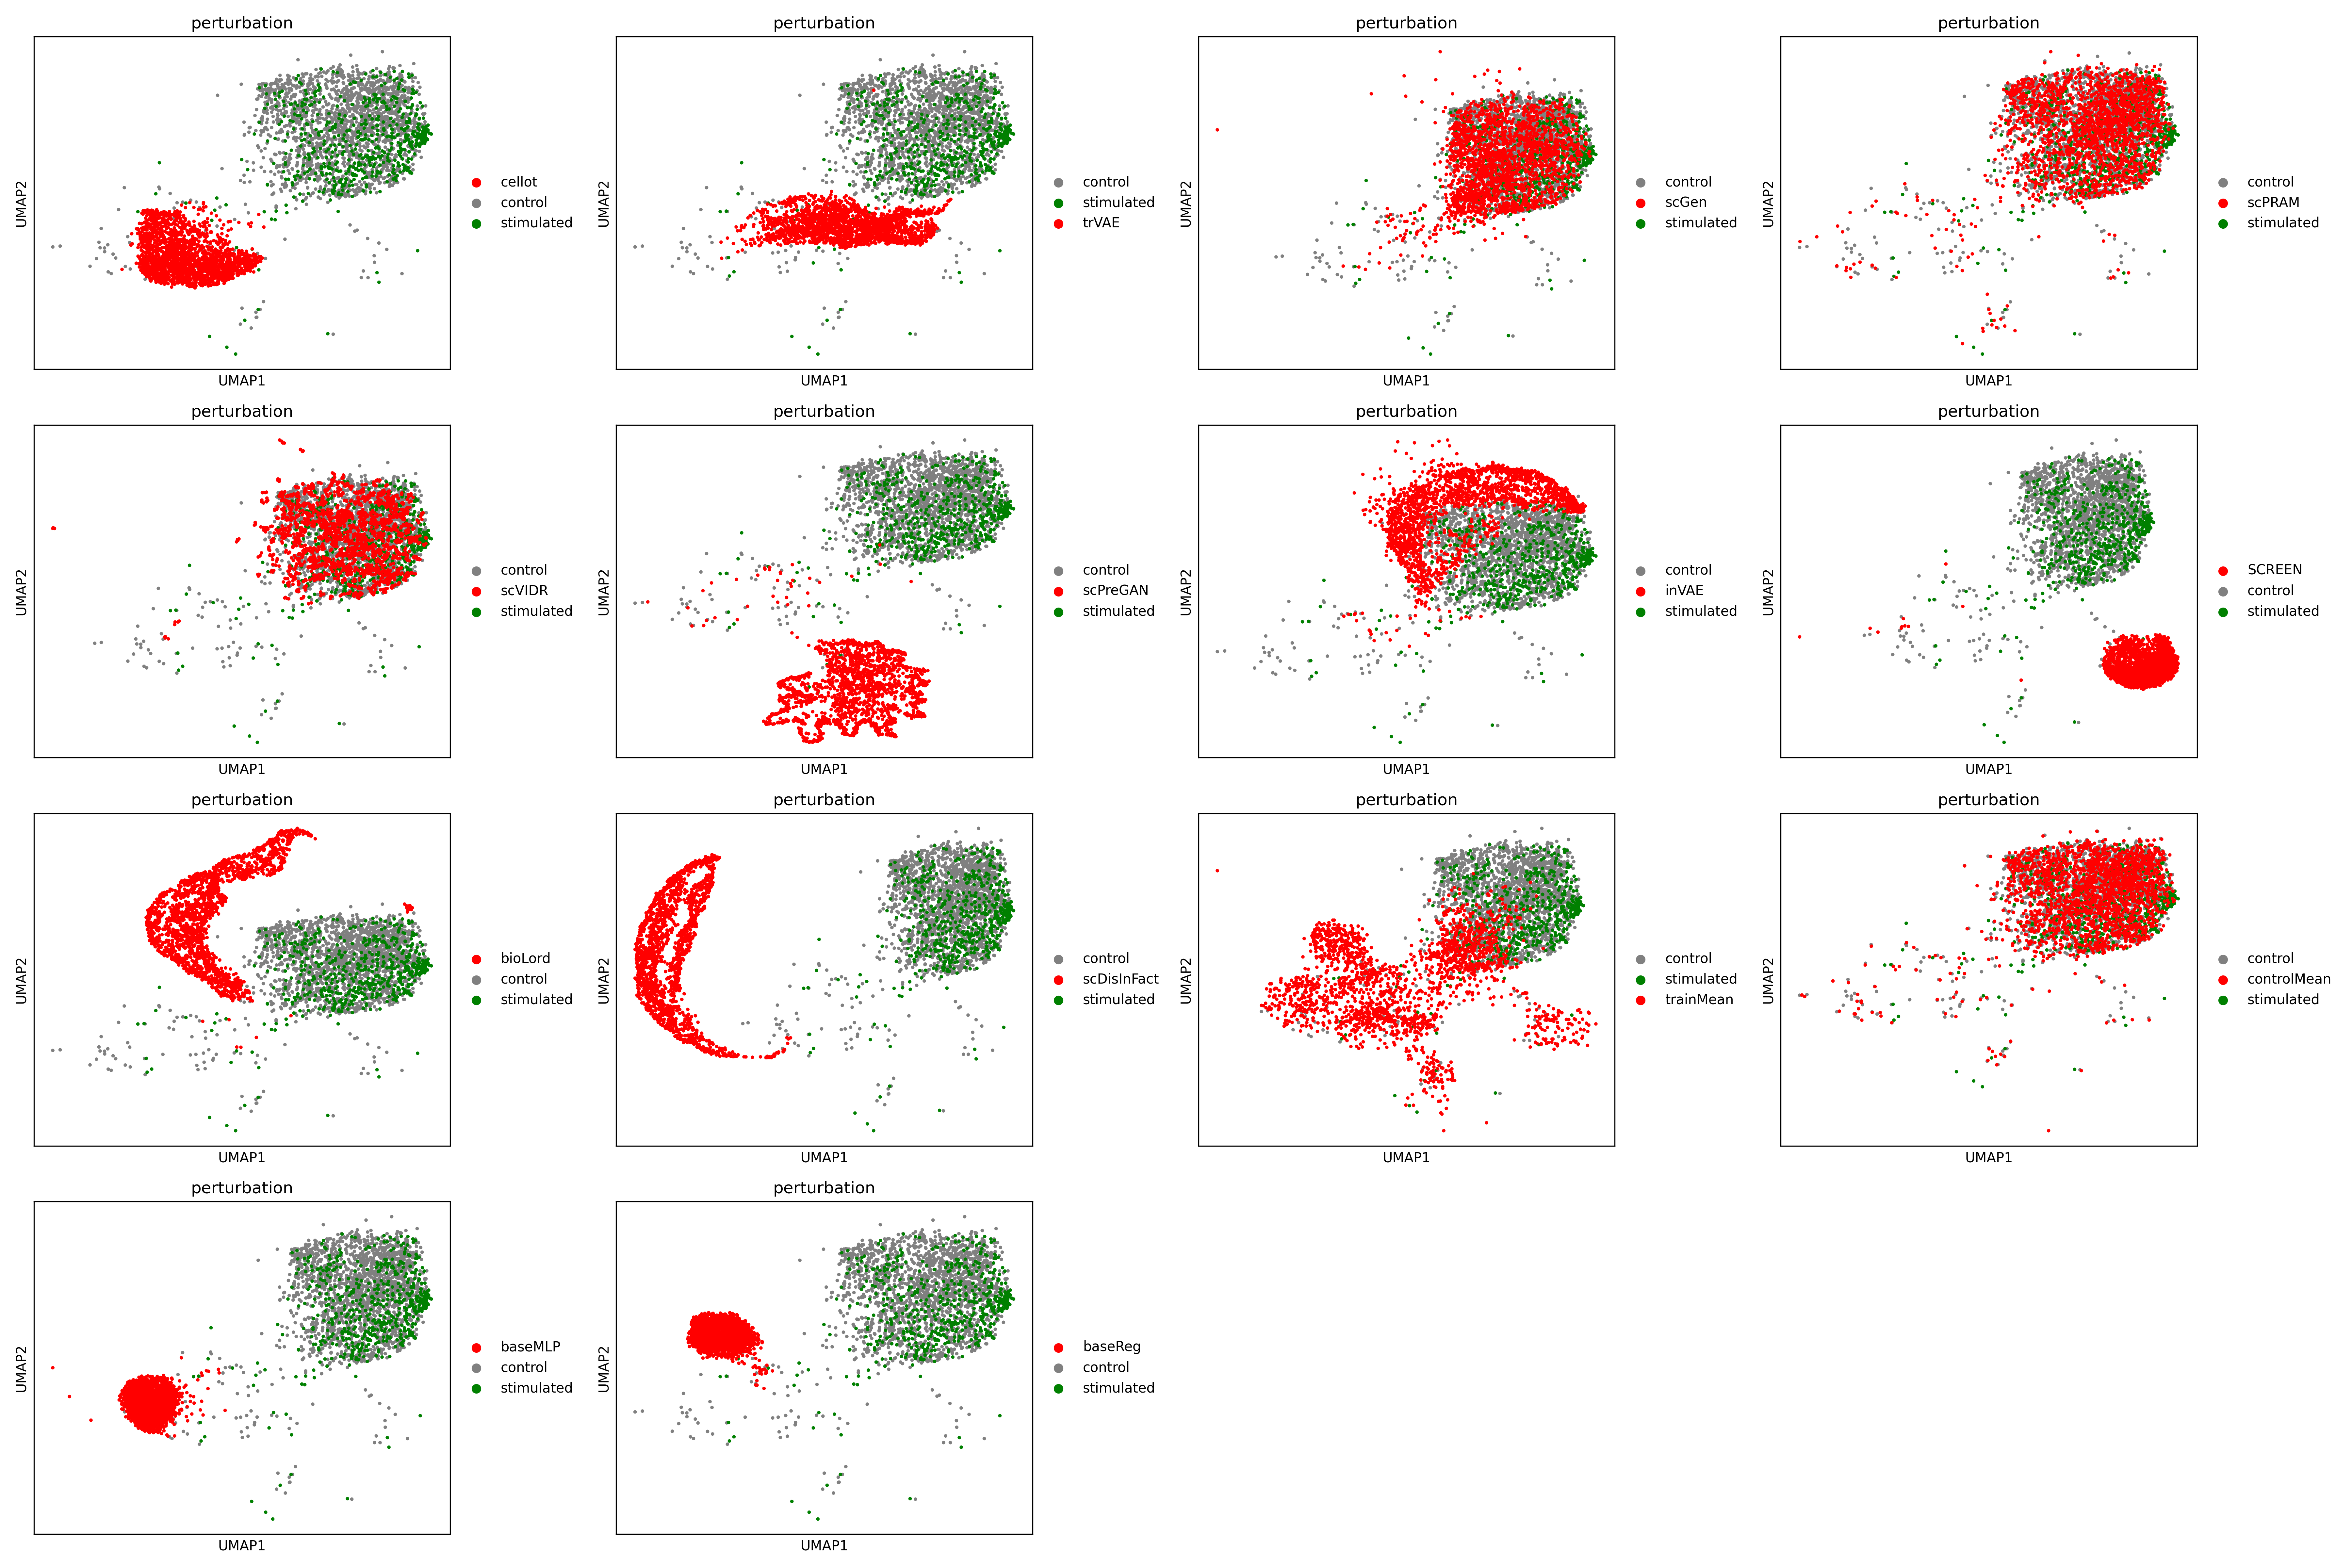 perturbation
UMAP2
cellot
control
stimulated
UMAP1
perturbation
UMAP2
control
stimulated
trVAE
UMAP1
perturbation
UMAP2
control
scGen
stimulated
UMAP1
perturbation
UMAP2
control
scPRAM
stimulated
UMAP1
perturbation
UMAP2
control
scVIDR
stimulated
UMAP1
perturbation
UMAP2
control
scPreGAN
stimulated
UMAP1
perturbation
UMAP2
control
inVAE
stimulated
UMAP1
perturbation
UMAP2
SCREEN
control
stimulated
UMAP1
perturbation
UMAP2
bioLord
control
stimulated
UMAP1
perturbation
UMAP2
control
scDisInFact
stimulated
UMAP1
perturbation
UMAP2
control
stimulated
trainMean
UMAP1
perturbation
UMAP2
control
controlMean
stimulated
UMAP1
perturbation
UMAP2
baseMLP
control
stimulated
UMAP1
perturbation
UMAP2
baseReg
control
stimulated
UMAP1